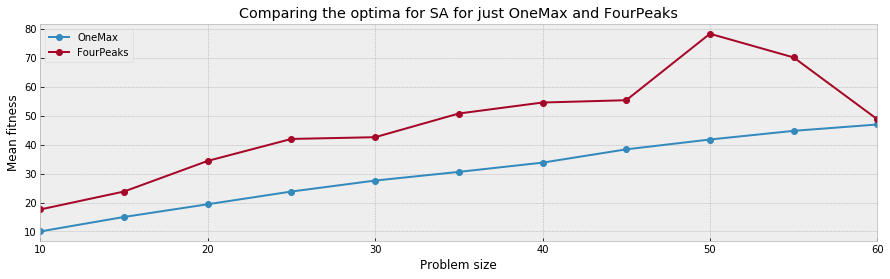 Comparing the optima for SA for just OneMax and FourPeaks
OneMax
FourPeaks
Mean fitness
80
70
60
50
40
30
20
10
10 20 30 40 50 60
Problem size